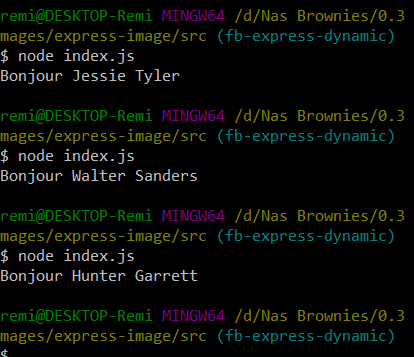 remi@DESKTOP-Remi MINGW64 /d/Nas Brownies/0.3
mages/express-image/src (fb-express-dynamic)
$ node index.js
Bonjour Jessie Tyler
remi@DESKTOP-Remi MINGW64 /d/Nas Brownies/0.3
mages/express-image/src (fb-express-dynamic)
$ node index.js
Bonjour Walter Sanders
remi@DESKTOP-Remi MINGW64 /d/Nas Brownies/0.3
mages/express-image/src (fb-express-dynamic)
$ node index.js
Bonjour Hunter Garrett
remi@DESKTOP-Remi MINGW64 /d/Nas Brownies/0.3
mages/express-image/src (fb-express-dynamic)
$